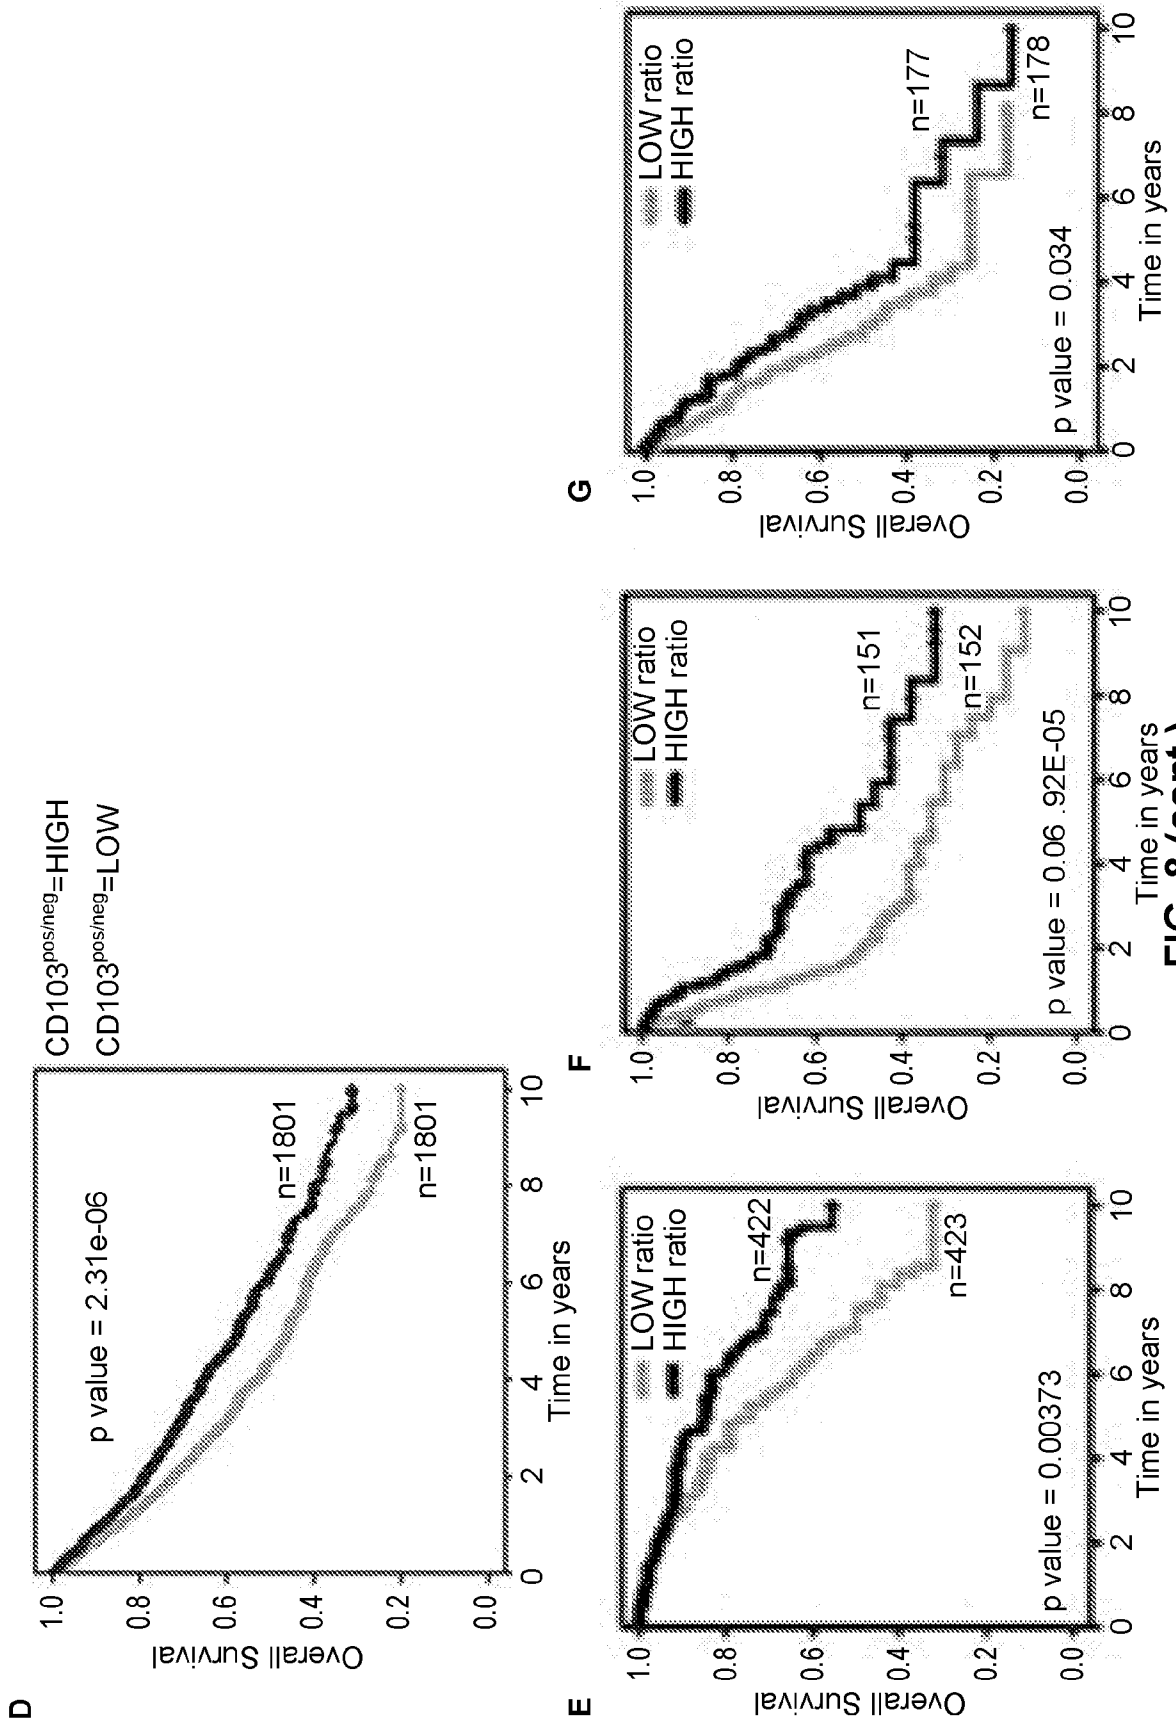 D
CD103pos/neg=HIGH
CD103pos/neg=LOW
p value = 2.31e-06
n=1801
n=1801
Overall Survival
1.0
0.8
0.6
0.4
0.2
0.0
0 2 4 6 8 10
Time in years
E
LOW ratio
HIGH ratio
n=422
n=423
p value = 0.00373
Overall Survival
1.0
0.8
0.6
0.4
0.2
0.0
0 2 4 6 8 10
Time in years
F
LOW ratio
HIGH ratio
n=151
n=152
p value = 0.06 .92E-05
Overall Survival
1.0
0.8
0.6
0.4
0.2
0.0
0 2 4 6 8 10
Time in years
G
LOW ratio
HIGH ratio
n=177
n=178
p value = 0.034
Overall Survival
1.0
0.8
0.6
0.4
0.2
0.0
0 2 4 6 8 10
Time in years
FIG. 8 (cont.)